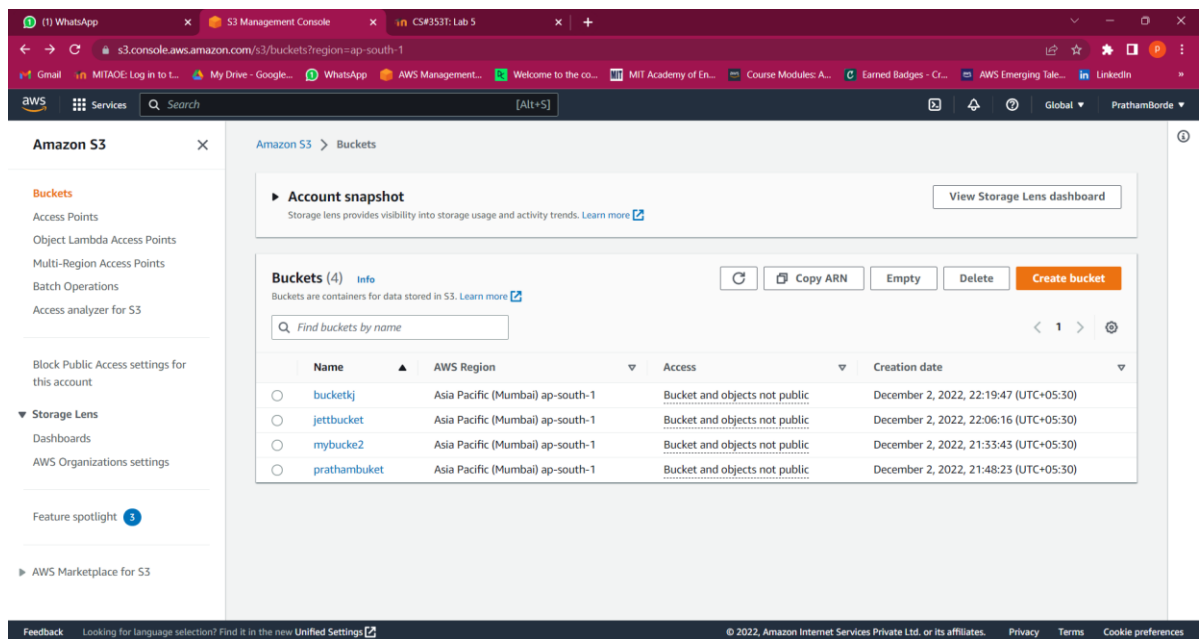 (1) WhatsApp
S3 Management Console
CS#353T: Lab 5
s3.console.aws.amazon.com/s3/buckets?region=ap-south-1
P
Gmail
MITAOE: Log in to t...
My Drive - Google...
WhatsApp
AWS Management...
Welcome to the co...
MIT Academy of En...
Course Modules: A...
Earned Badges - Cr...
AWS Emerging Tale...
LinkedIn
»
aws
Services
Search
[Alt+S]
Global
PrathamBorde
Amazon S3
Buckets
Access Points
Object Lambda Access Points
Multi-Region Access Points
Batch Operations
Access analyzer for S3
Block Public Access settings for
this account
Storage Lens
Dashboards
AWS Organizations settings
Feature spotlight 3
AWS Marketplace for S3
Amazon S3 > Buckets
Account snapshot
Storage lens provides visibility into storage usage and activity trends. Learn more
View Storage Lens dashboard
Buckets (4) Info
Buckets are containers for data stored in S3. Learn more
Copy ARN
Empty
Delete
Create bucket
Find buckets by name
< 1 >
Name AWS Region Access Creation date
bucketkj Asia Pacific (Mumbai) ap-south-1 Bucket and objects not public December 2, 2022, 22:19:47 (UTC+05:30)
jettbucket Asia Pacific (Mumbai) ap-south-1 Bucket and objects not public December 2, 2022, 22:06:16 (UTC+05:30)
mybucke2 Asia Pacific (Mumbai) ap-south-1 Bucket and objects not public December 2, 2022, 21:33:43 (UTC+05:30)
prathambuket Asia Pacific (Mumbai) ap-south-1 Bucket and objects not public December 2, 2022, 21:48:23 (UTC+05:30)
Feedback Looking for language selection? Find it in the new Unified Settings
© 2022, Amazon Internet Services Private Ltd. or its affiliates. Privacy Terms Cookie preferences